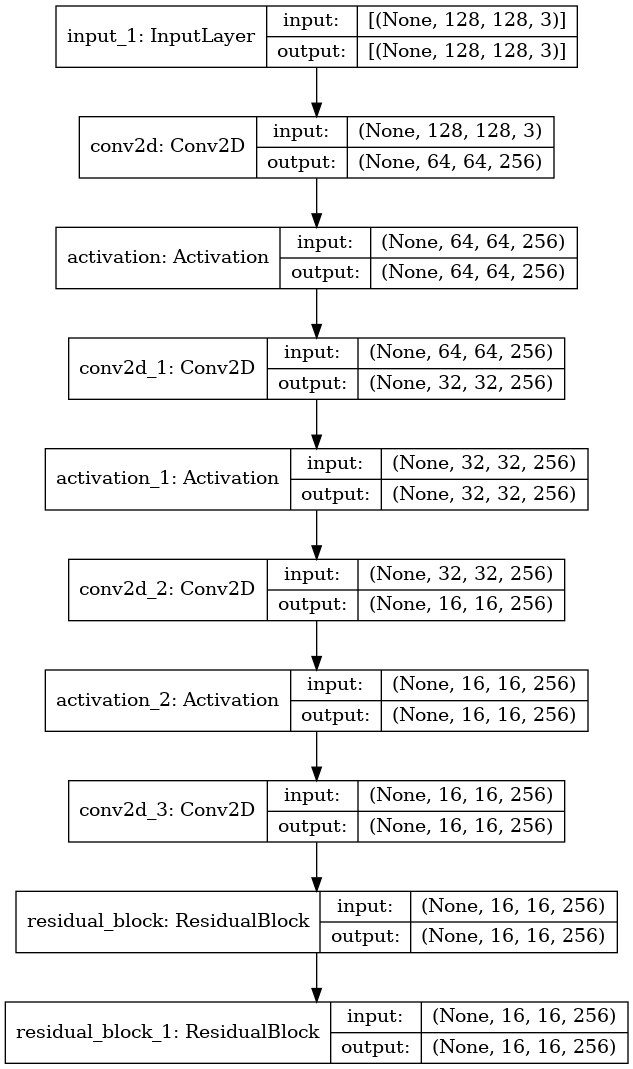 input_1: InputLayer
input:
[(None, 128, 128, 3)]
output:
[(None, 128, 128, 3)]
conv2d: Conv2D
input:
(None, 128, 128, 3)
output:
(None, 64, 64, 256)
activation: Activation
input:
(None, 64, 64, 256)
output:
(None, 64, 64, 256)
conv2d_1: Conv2D
input:
(None, 64, 64, 256)
output:
(None, 32, 32, 256)
activation_1: Activation
input:
(None, 32, 32, 256)
output:
(None, 32, 32, 256)
conv2d_2: Conv2D
input:
(None, 32, 32, 256)
output:
(None, 16, 16, 256)
activation_2: Activation
input:
(None, 16, 16, 256)
output:
(None, 16, 16, 256)
conv2d_3: Conv2D
input:
(None, 16, 16, 256)
output:
(None, 16, 16, 256)
residual_block: ResidualBlock
input:
(None, 16, 16, 256)
output:
(None, 16, 16, 256)
residual_block_1: ResidualBlock
input:
(None, 16, 16, 256)
output:
(None, 16, 16, 256)